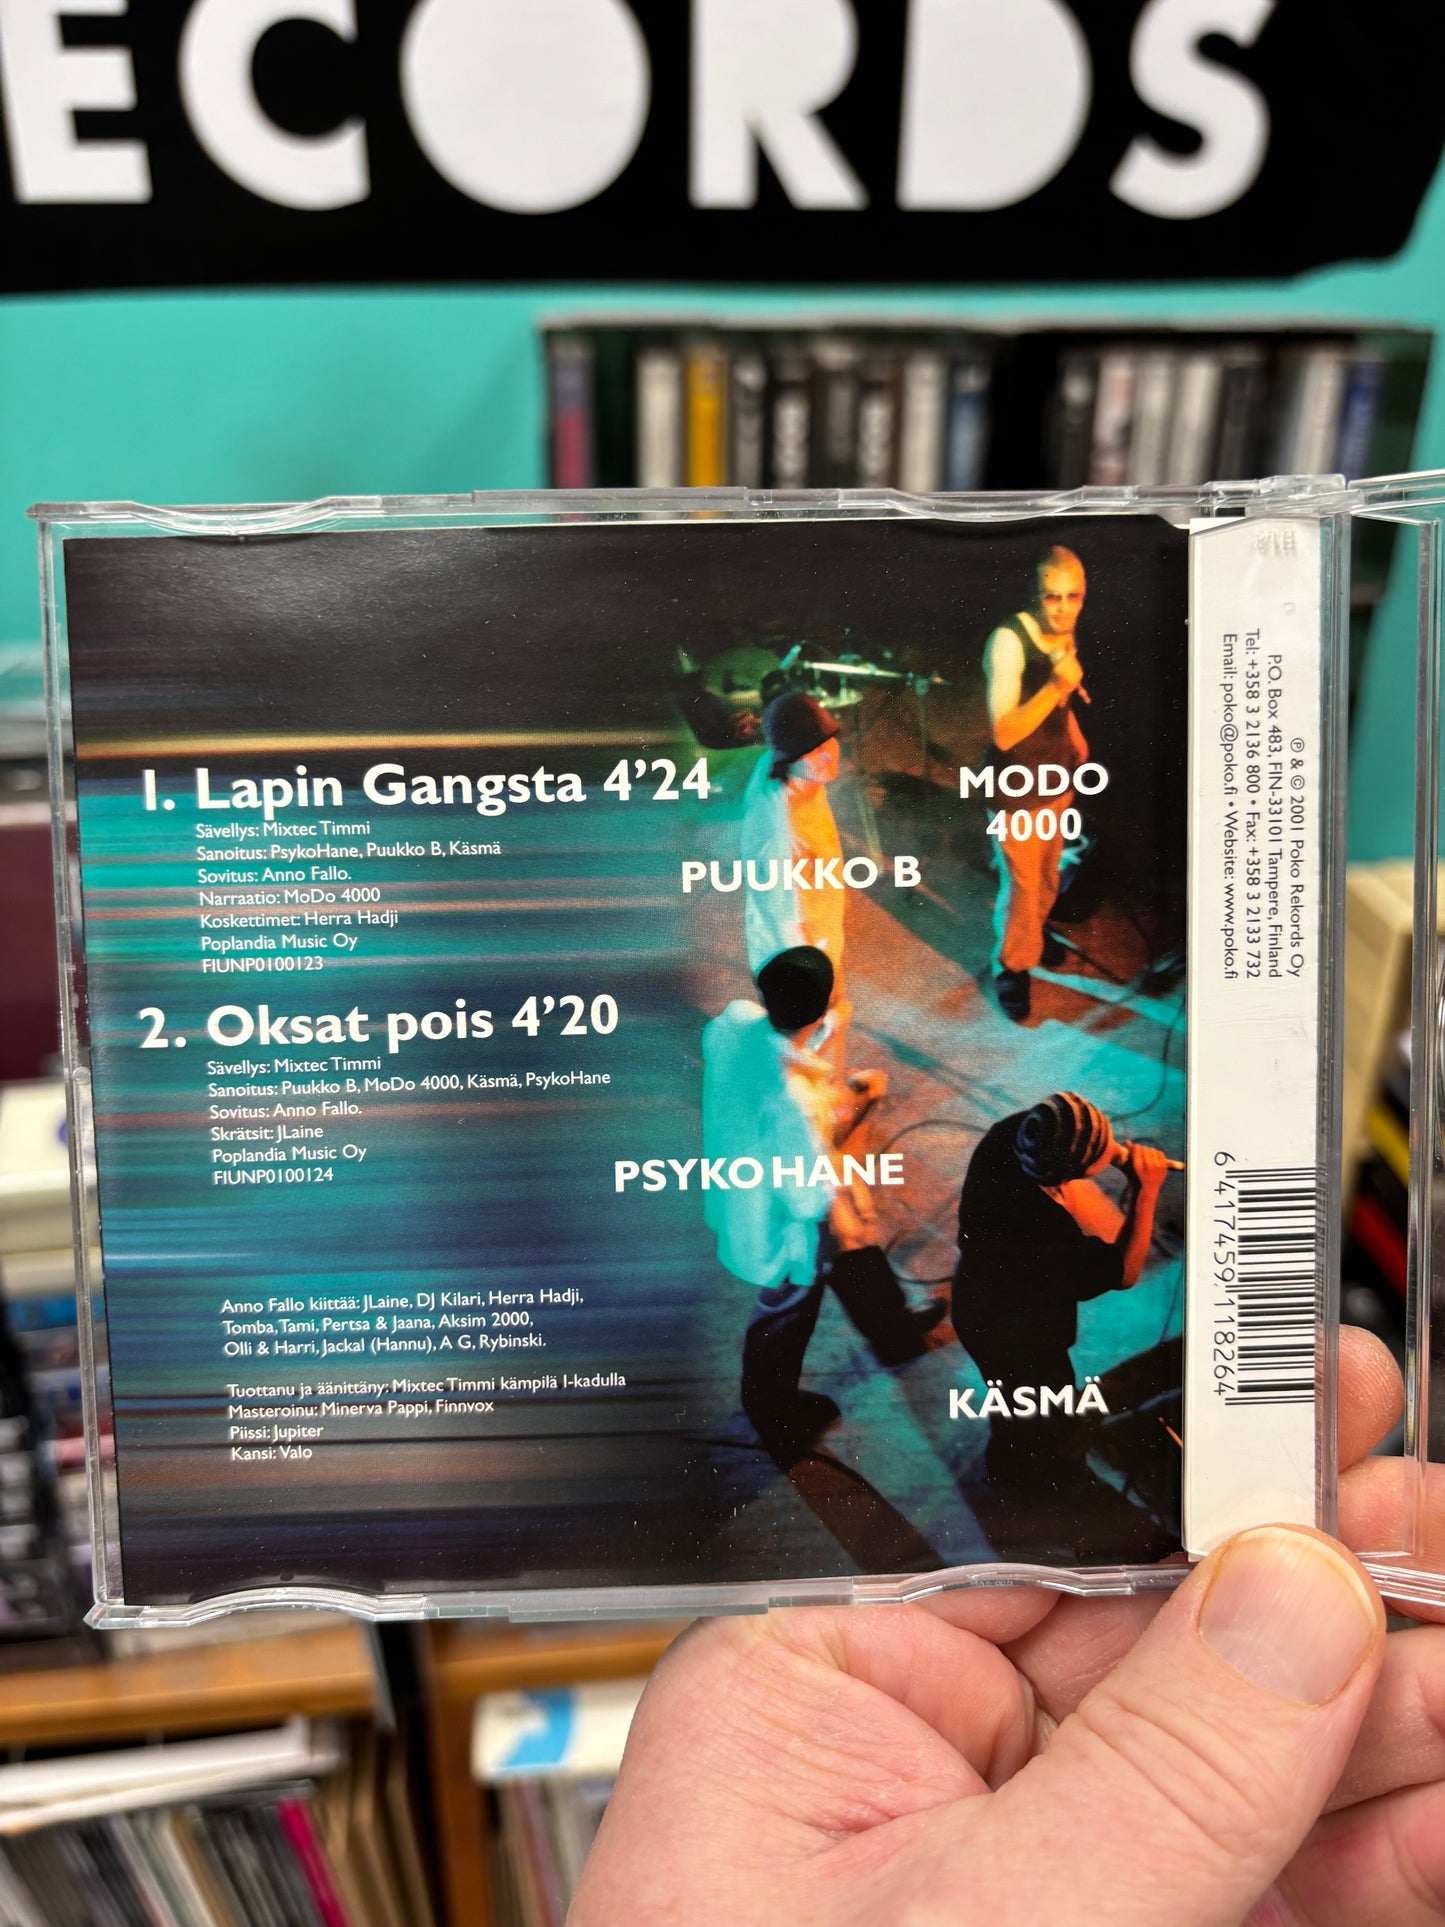 ECORDS
1. Lapin Gangsta 4’24
Sävellys: Mixtec Timmi
Sanoitus: PsykoHane, Puukko B, Käsmä
Sovitus: Anno Fallo.
Narraatio: MoDo 4000
Koskettimet: Herra Hadji
Poplandia Music Oy
FIUNP0100123
2. Oksat pois 4’20
Sävellys: Mixtec Timmi
Sanoitus: Puukko B, MoDo 4000, Käsmä, PsykoHane
Sovitus: Anno Fallo.
Skrätsit: JLaine
Poplandia Music Oy
FIUNP0100124
Anno Fallo kiittää: JLaine, DJ Kilari, Herra Hadji,
Tomba, Tami, Pertsa & Jaana, Aksim 2000,
Olli & Harri, Jackal (Hannu), A G, Rybinski.
Tuottanu ja äänittäny: Mixtec Timmi kämpilä I-kadulla
Masteroinu: Minerva Pappi, Finnvox
Piissi: Jupiter
Kansi: Valo
MODO
4000
PUUKKO B
PSYKO HANE
KÄSMÄ
℗ & © 2001 Poko Rekords Oy
P.O. Box 483, FIN-33101 Tampere, Finland
Tel: +358 3 2136 800 • Fax: +358 3 2133 732
Email: poko@poko.fi • Website: www.poko.fi
6 417459 118264